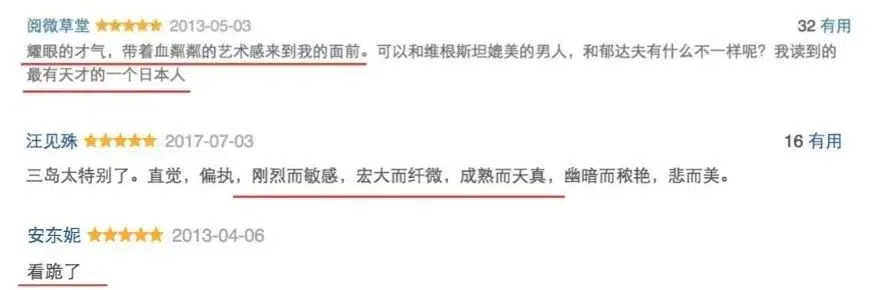 阅微草堂 ★★★★★ 2013-05-03 32 有用
耀眼的才气，带着血粼粼的艺术感来到我的面前。可以和维根斯坦媲美的男人，和郁达夫有什么不一样呢？我读到的
最有天才的一个日本人
汪见殊 ★★★★★ 2017-07-03 16 有用
三岛太特别了。直觉，偏执，刚烈而敏感，宏大而纤微，成熟而天真，幽暗而秾艳，悲而美。
安东妮 ★★★★★ 2013-04-06
看跪了